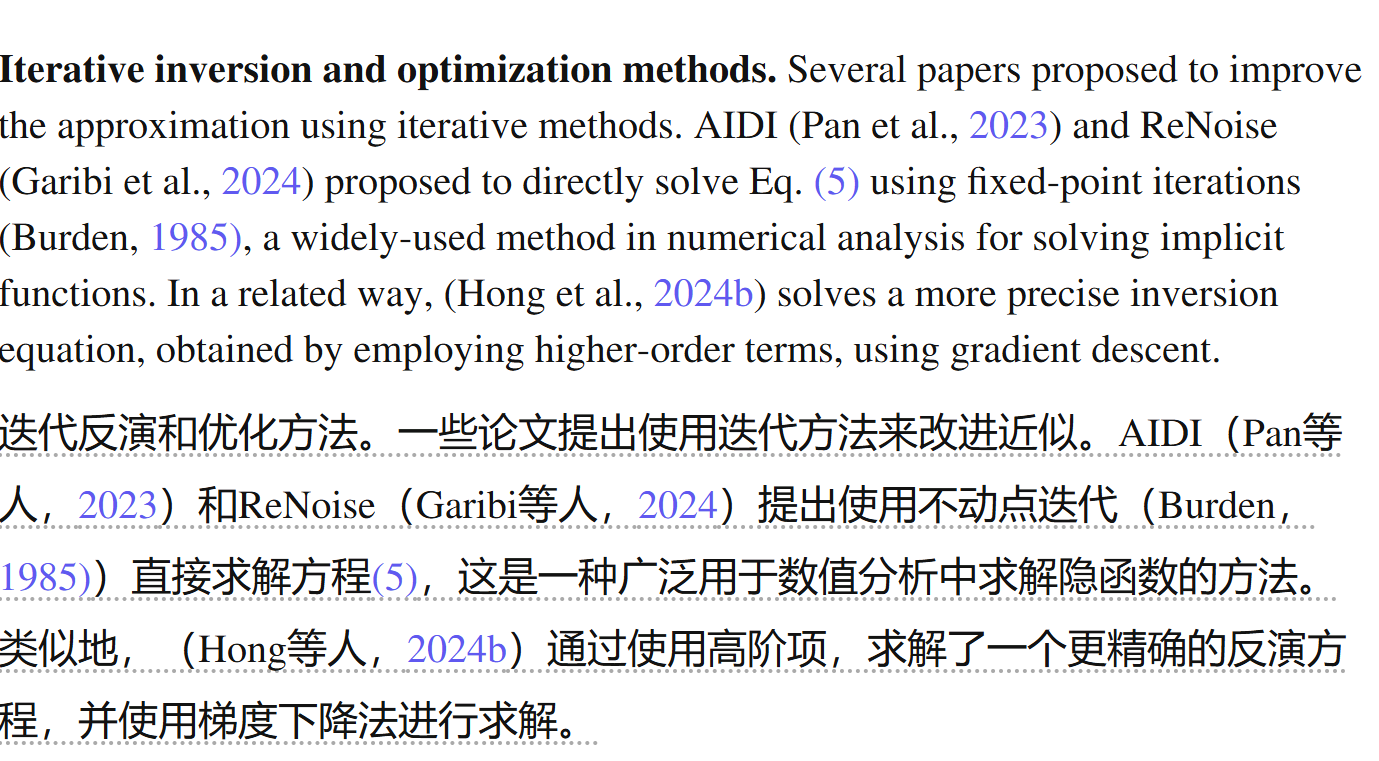 Iterative inversion and optimization methods. Several papers proposed to improve
the approximation using iterative methods. AIDI (Pan et al., 2023) and ReNoise
(Garibi et al., 2024) proposed to directly solve Eq. (5) using fixed-point iterations
(Burden, 1985), a widely-used method in numerical analysis for solving implicit
functions. In a related way, (Hong et al., 2024b) solves a more precise inversion
equation, obtained by employing higher-order terms, using gradient descent.
迭代反演和优化方法。一些论文提出使用迭代方法来改进近似。AIDI（Pan等
人，2023）和ReNoise（Garibi等人，2024）提出使用不动点迭代（Burden，
1985)）直接求解方程(5)，这是一种广泛用于数值分析中求解隐函数的方法。
类似地，（Hong等人，2024b）通过使用高阶项，求解了一个更精确的反演方
程，并使用梯度下降法进行求解。